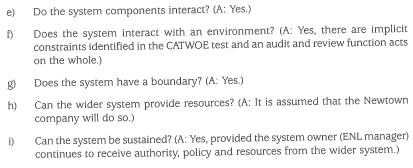 e) Do the system components interact? (A: Yes.)
f) Does the system interact with an environment? (A: Yes, there are implicit
constraints identified in the CATWOE test and an audit and review function acts
on the whole.)
g) Does the system have a boundary? (A: Yes.)
h) Can the wider system provide resources? (A: It is assumed that the Newtown
company will do so.)
i) Can the system be sustained? (A: Yes, provided the system owner (ENL manager)
continues to receive authority, policy and resources from the wider system.)